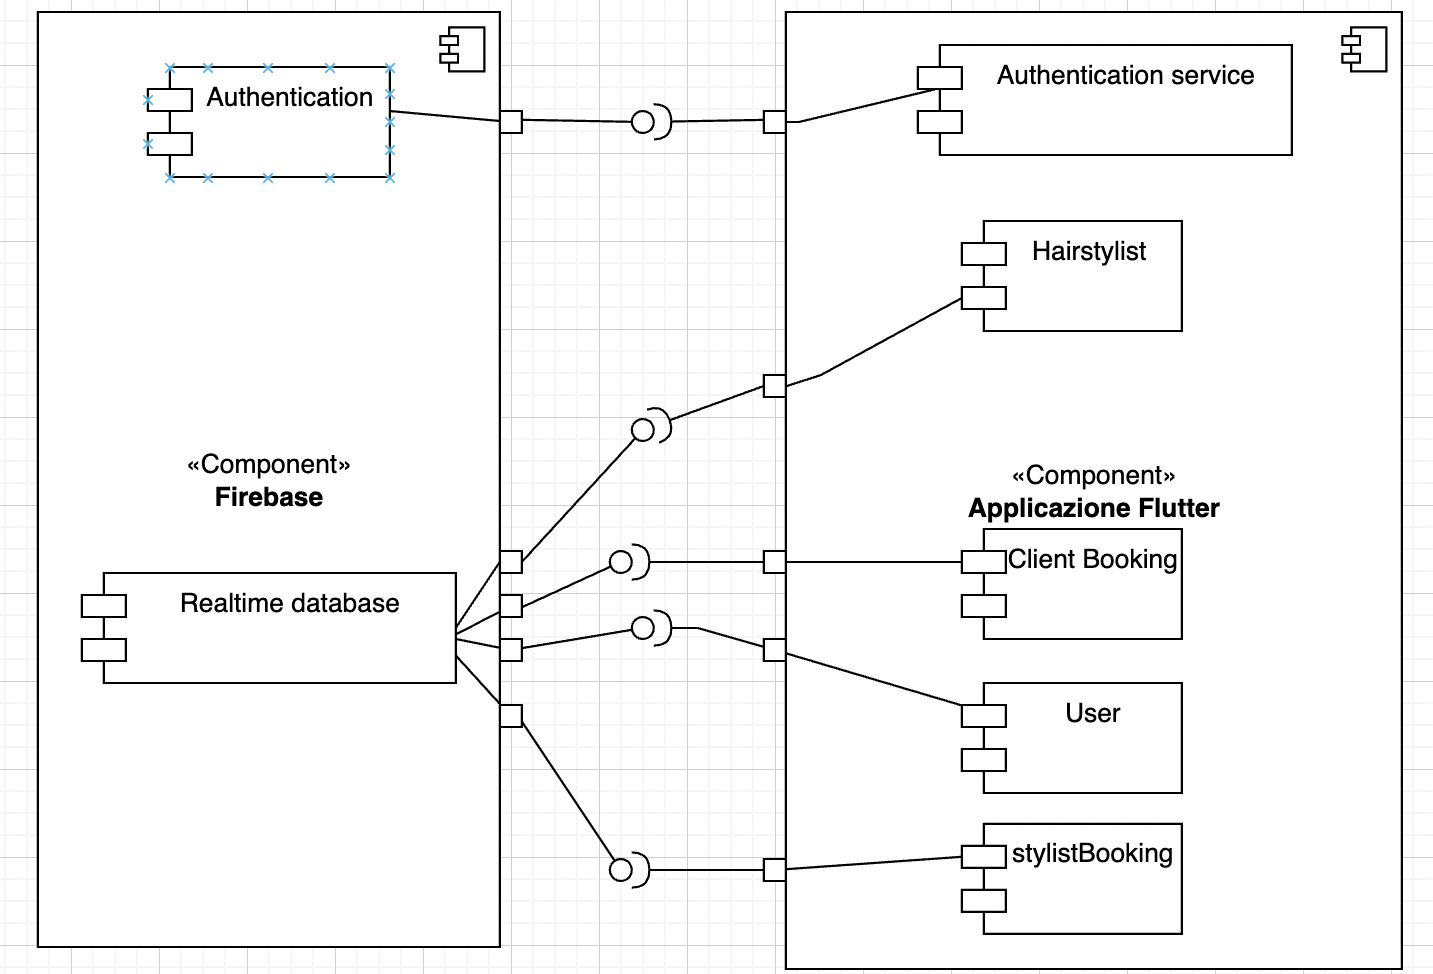 Authentication
Authentication service
Hairstylist
«Component»
Firebase
«Component»
Applicazione Flutter
Client Booking
Realtime database
User
stylistBooking